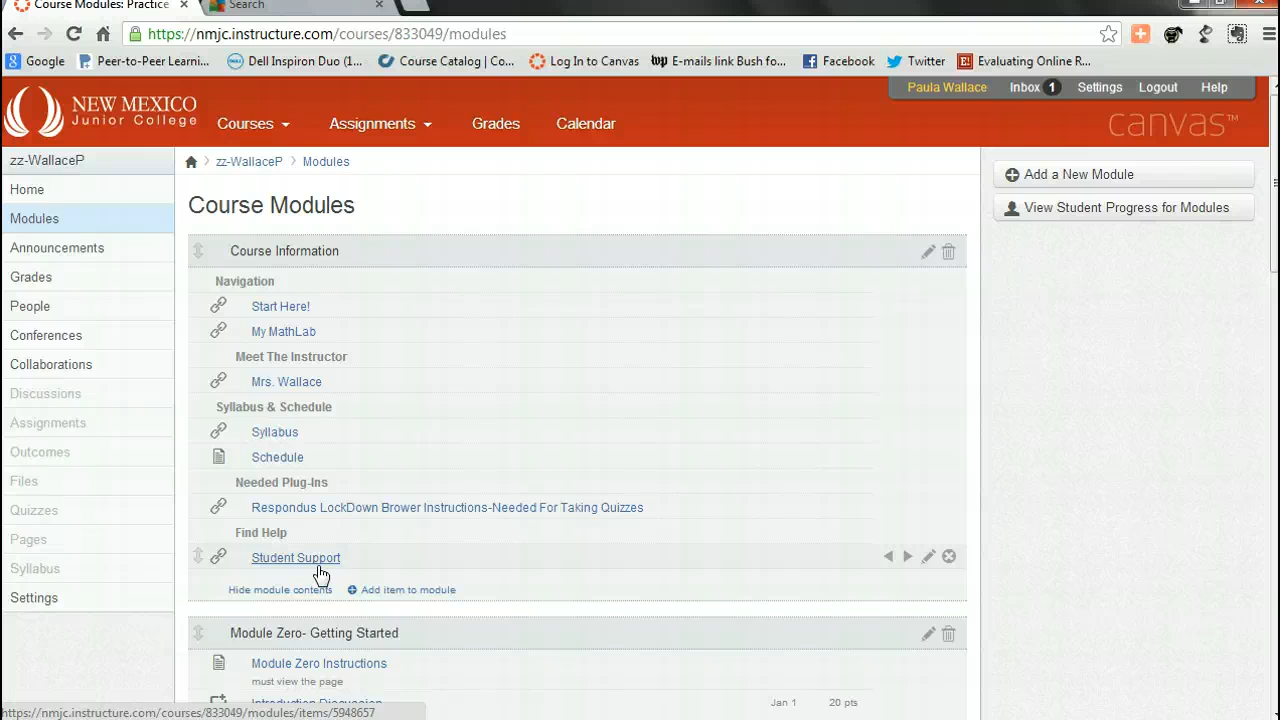 Course Modules: Practice
Search
https://nmjc.instructure.com/courses/833049/modules
Google
Peer-to-Peer Learni...
Dell Inspiron Duo (1...
Course Catalog | Co...
Log In to Canvas
E-mails link Bush fo...
Facebook
Twitter
Evaluating Online R...
Paula Wallace
Inbox 1
Settings
Logout
Help
NEW MEXICO
Junior College
Courses
Assignments
Grades
Calendar
canvas™
zz-WallaceP
Home
Modules
Announcements
Grades
People
Conferences
Collaborations
Discussions
Assignments
Outcomes
Files
Quizzes
Pages
Syllabus
Settings
zz-WallaceP
Modules
Course Modules
Course Information
Navigation
Start Here!
My MathLab
Meet The Instructor
Mrs. Wallace
Syllabus & Schedule
Syllabus
Schedule
Needed Plug-Ins
Respondus LockDown Brower Instructions-Needed For Taking Quizzes
Find Help
Student Support
Hide module contents
Add item to module
Module Zero- Getting Started
Module Zero Instructions
must view the page
Introduction Discussion
Jan 1
20 pts
Add a New Module
View Student Progress for Modules
https://nmjc.instructure.com/courses/833049/modules/items/5948657